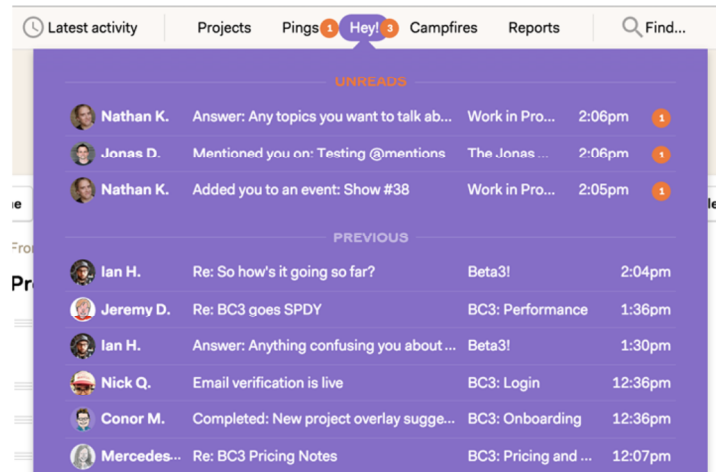 Latest activity Projects Pings 1 Hey! 3 Campfires Reports Find...
UNREADS
Nathan K. Answer: Any topics you want to talk ab... Work in Pro... 2:06pm 1
Jonas D. Mentioned you on: Testing @mentions The Jonas ... 2:06pm 1
Nathan K. Added you to an event: Show #38 Work in Pro... 2:05pm 1
PREVIOUS
Ian H. Re: So how's it going so far? Beta3! 2:04pm
Jeremy D. Re: BC3 goes SPDY BC3: Performance 1:36pm
Ian H. Answer: Anything confusing you about ... Beta3! 1:30pm
Nick Q. Email verification is live BC3: Login 12:36pm
Conor M. Completed: New project overlay sugge... BC3: Onboarding 12:36pm
Mercedes... Re: BC3 Pricing Notes BC3: Pricing and ... 12:07pm